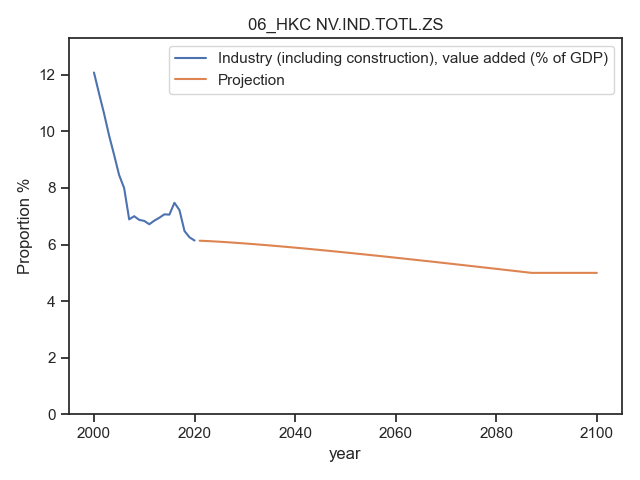 06_HKC NV.IND.TOTL.ZS
Industry (including construction), value added (% of GDP)
Projection
Proportion %
12
10
8
6
4
2
0
2000
2020
2040
2060
2080
2100
year